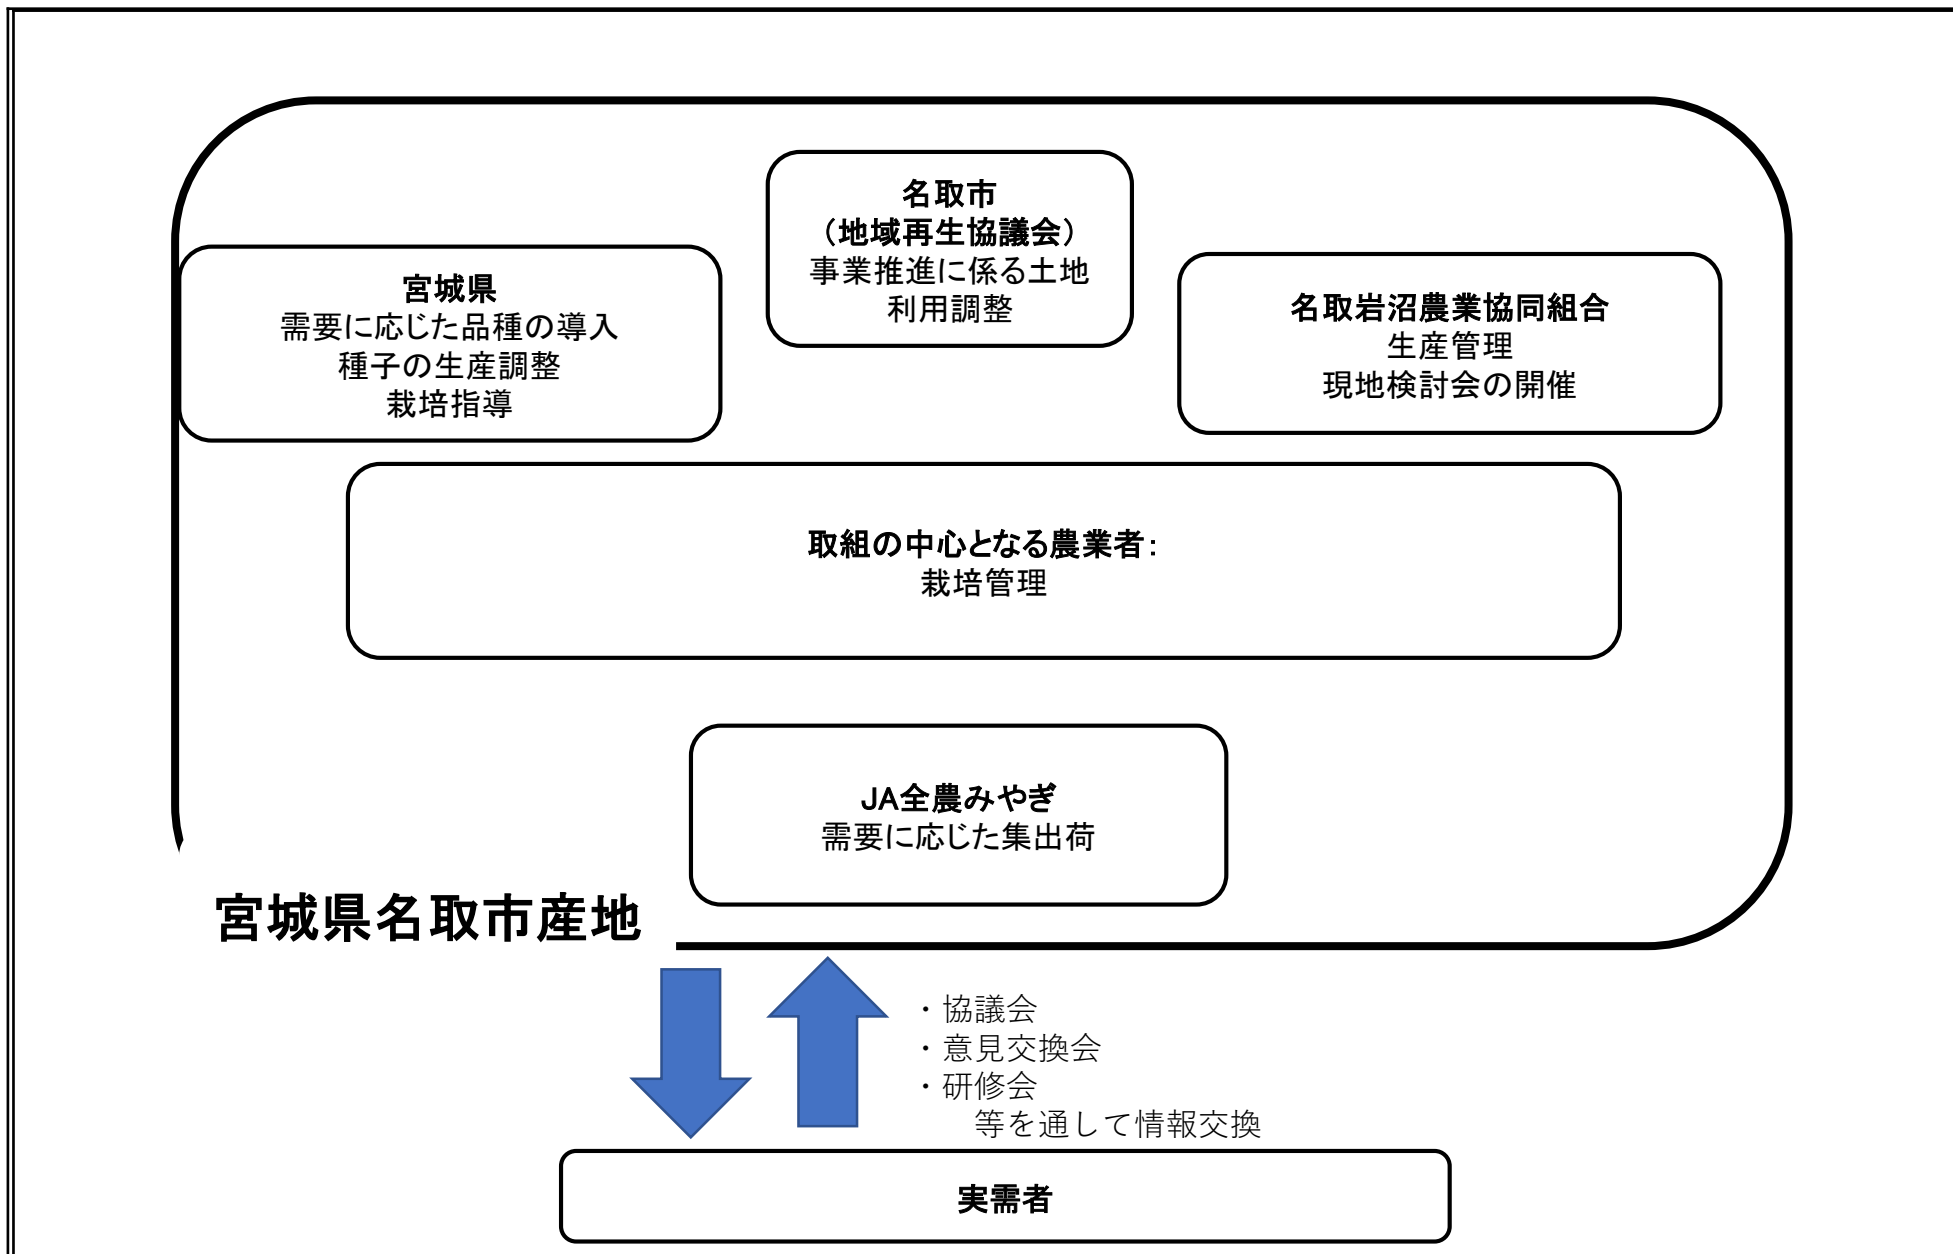 名取市
（地域再生協議会）
事業推進に係る土地
利用調整
宮城県
需要に応じた品種の導入
種子の生産調整
栽培指導
名取岩沼農業協同組合
生産管理
現地検討会の開催
取組の中心となる農業者：
栽培管理
JA全農みやぎ
需要に応じた集出荷
宮城県名取市産地
・協議会
・意見交換会
・研修会
等を通して情報交換
実需者